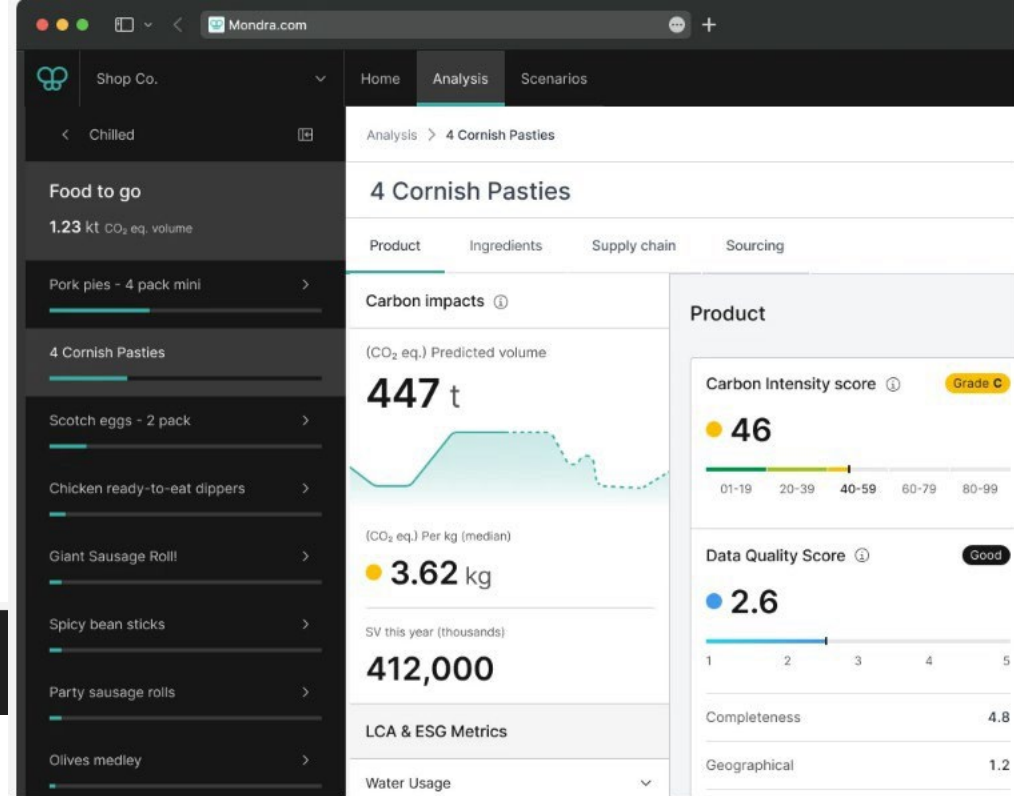 Mondra.com
Shop Co.
Home Analysis Scenarios
Chilled
Food to go
1.23 kt CO₂ eq. volume
Pork pies - 4 pack mini
4 Cornish Pasties
Scotch eggs - 2 pack
Chicken ready-to-eat dippers
Giant Sausage Roll!
Spicy bean sticks
Party sausage rolls
Olives medley
Analysis > 4 Cornish Pasties
4 Cornish Pasties
Product Ingredients Supply chain Sourcing
Carbon impacts
(CO₂ eq.) Predicted volume
447 t
(CO₂ eq.) Per kg (median)
3.62 kg
SV this year (thousands)
412,000
LCA & ESG Metrics
Water Usage
Product
Carbon Intensity score Grade C
46
01-19 20-39 40-59 60-79 80-99
Data Quality Score Good
2.6
1 2 3 4 5
Completeness 4.8
Geographical 1.2